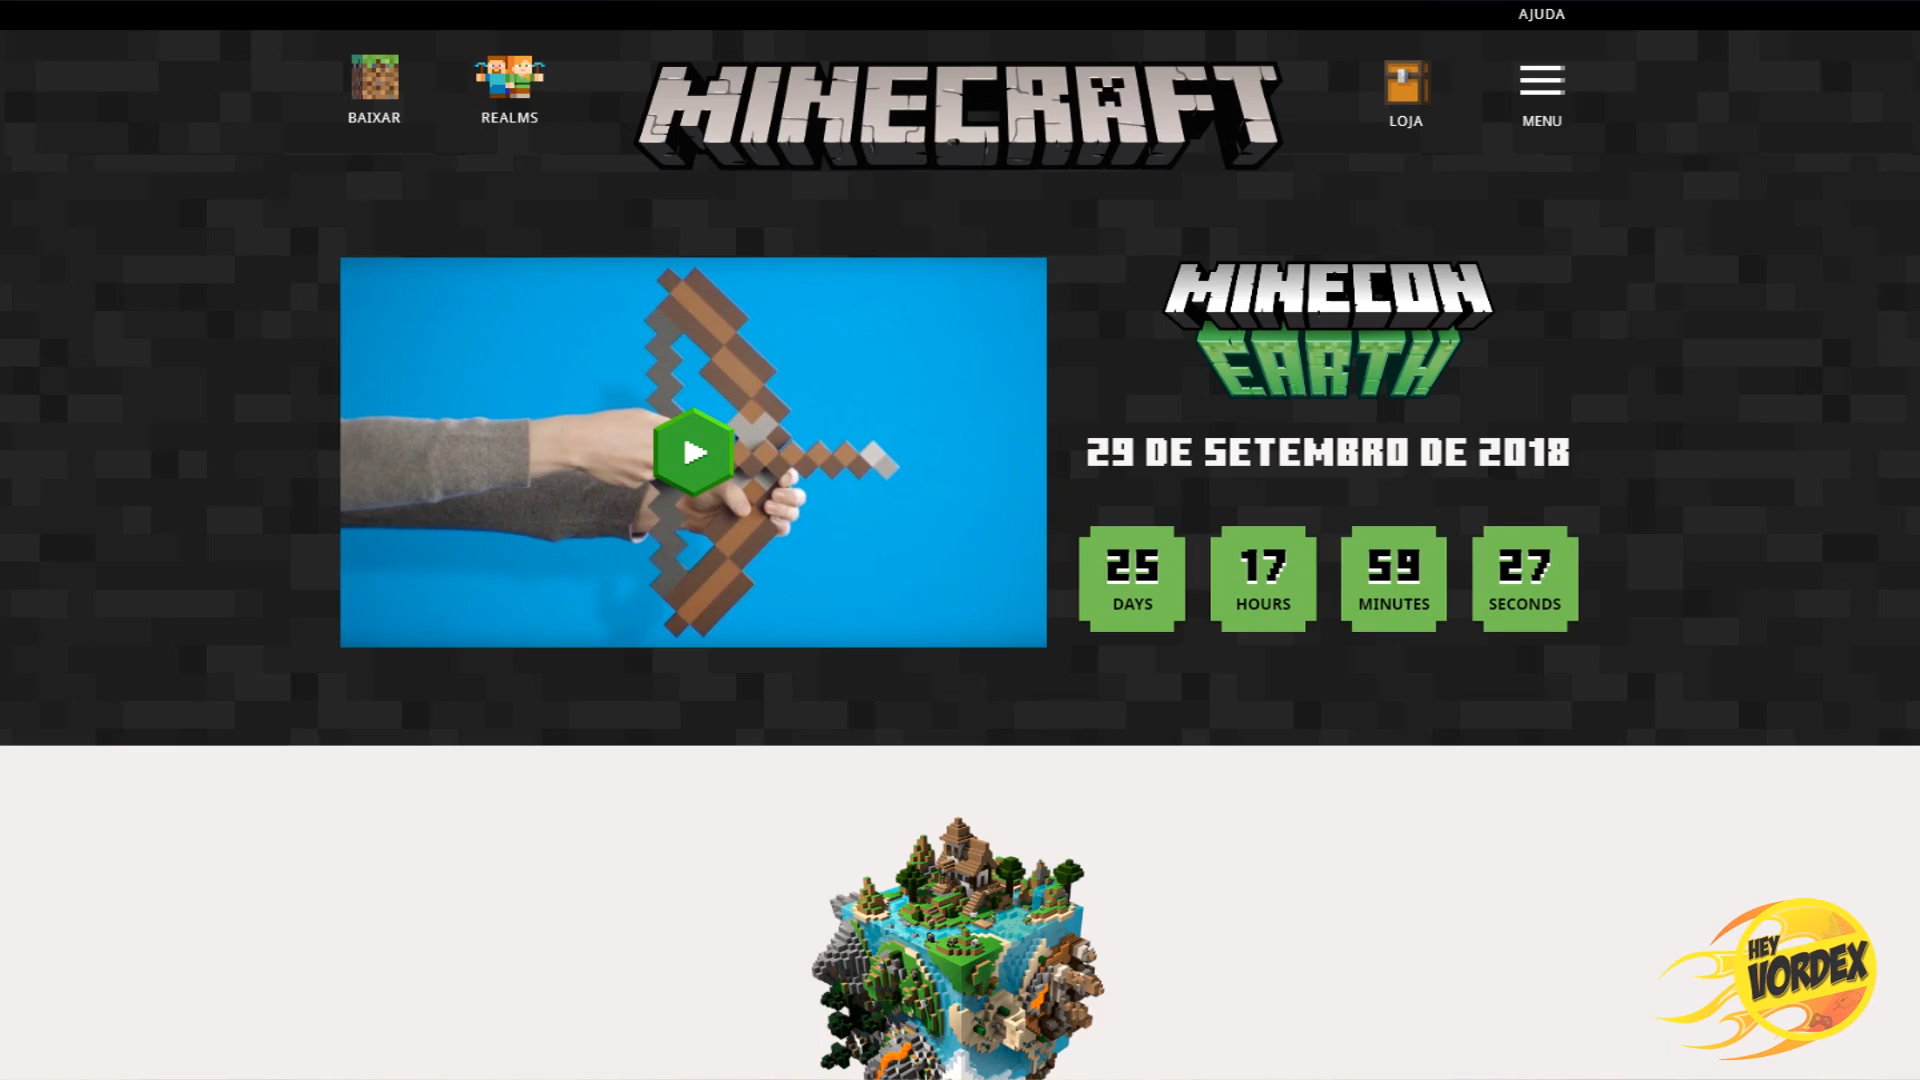 AJUDA
BAIXAR
REALMS
MINECRAFT
LOJA
MENU
MINECON
EARTH
29 DE SETEMBRO DE 2018
25
DAYS
17
HOURS
59
MINUTES
27
SECONDS
HEY
VORDEX